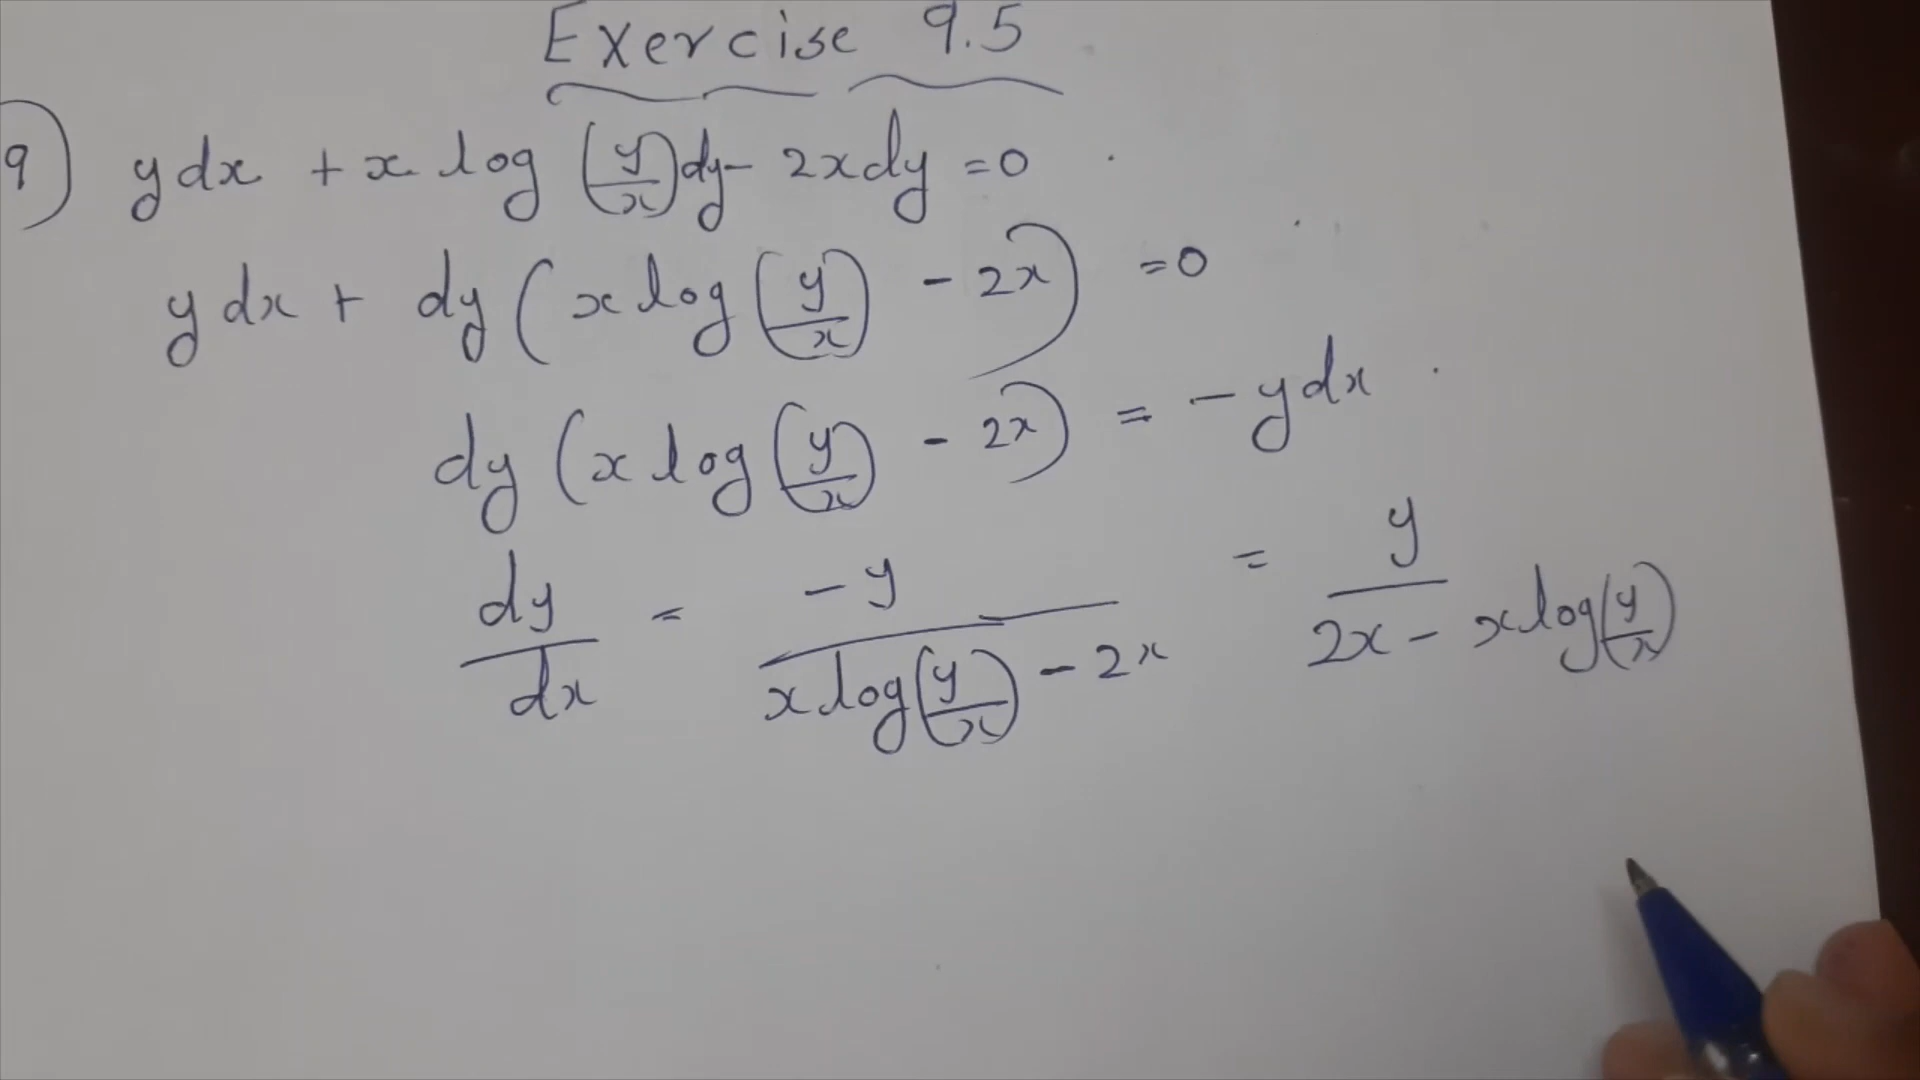 Exercise 9.5
9) ydx + x log (y/x)dy - 2xdy = 0
ydx + dy (x log (y/x) - 2x) = 0
dy (x log (y/x) - 2x) = - ydx
dy/dx = -y / (x log (y/x) - 2x) = y / (2x - x log (y/x))